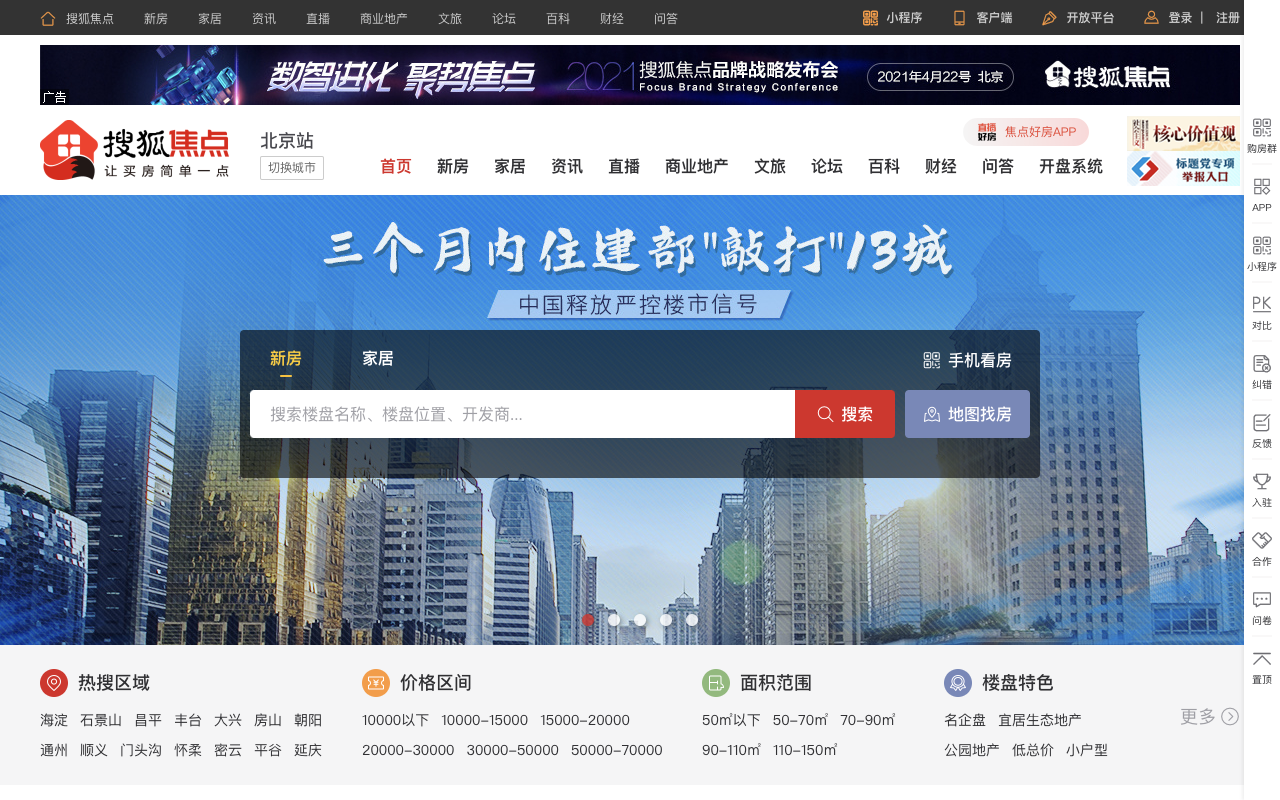 搜狐焦点 新房 家居 资讯 直播 商业地产 文旅 论坛 百科 财经 问答 小程序 客户端 开放平台 登录 | 注册
数智进化 聚势焦点 2021 搜狐焦点品牌战略发布会 Focus Brand Strategy Conference 2021年4月22号 北京 搜狐焦点
广告
搜狐焦点
让买房简单一点
北京站
切换城市
直播好房 焦点好房APP
首页 新房 家居 资讯 直播 商业地产 文旅 论坛 百科 财经 问答 开盘系统
核心价值观
标题党专项
举报入口
三个月内住建部"敲打"13城
中国释放严控楼市信号
新房 家居 手机看房
搜索楼盘名称、楼盘位置、开发商... 搜索 地图找房
购房群
APP
小程序
PK
对比
纠错
反馈
入驻
合作
问卷
置顶
热搜区域
海淀 石景山 昌平 丰台 大兴 房山 朝阳
通州 顺义 门头沟 怀柔 密云 平谷 延庆
价格区间
10000以下 10000-15000 15000-20000
20000-30000 30000-50000 50000-70000
面积范围
50㎡以下 50-70㎡ 70-90㎡
90-110㎡ 110-150㎡
楼盘特色
名企盘 宜居生态地产
公园地产 低总价 小户型
更多